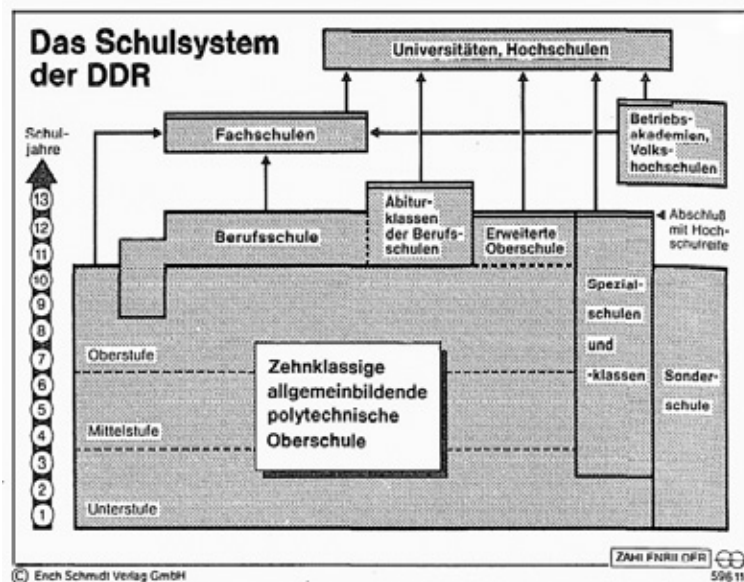 Das Schulsystem
der DDR
Universitäten, Hochschulen
Fachschulen
Betriebs-
akademien,
Volks-
hochschulen
Schul-
jahre
13
12
11
10
9
8
7
6
5
4
3
2
1
Berufsschule
Abitur-
klassen
der Berufs-
schulen
Erweiterte
Oberschule
Abschluß
mit Hoch-
schulreife
Spezial-
schulen
und
-klassen
Sonder-
schule
Oberstufe
Mittelstufe
Unterstufe
Zehnklassige
allgemeinbildende
polytechnische
Oberschule
ZAHLENBILDER
© Erich Schmidt Verlag GmbH